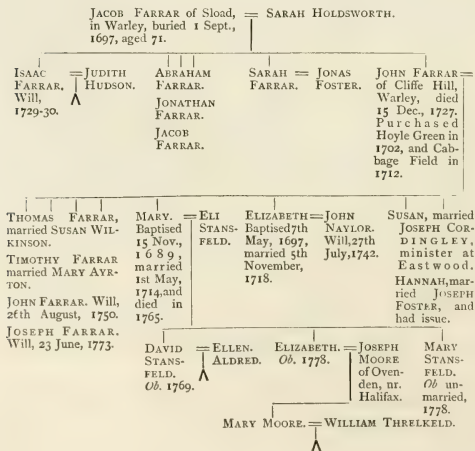 JACOB FARRAR of Sload, = SARAH HOLDSWORTH.
in Warley, buried 1 Sept.,
1697, aged 71.
ISAAC
FARRAR.
Will,
1729-30.
= JUDITH
HUDSON.
ABRAHAM
FARRAR.
JONATHAN
FARRAR.
JACOB
FARRAR.
SARAH
FARRAR.
= JONAS
FOSTER.
JOHN FARRAR =
of Cliffe Hill,
Warley, died
15 Dec., 1727.
Purchased
Hoyle Green in
1702, and Cab-
bage Field in
1712.
THOMAS FARRAR,
married SUSAN WIL-
KINSON.
TIMOTHY FARRAR
married MARY AYR-
TON.
JOHN FARRAR. Will,
26th August, 1750.
JOSEPH FARRAR.
Will, 23 June, 1773.
MARY.
Baptised
15 Nov.,
1689,
married
1st May,
1714, and
died in
1765.
= ELI
STANS-
FELD.
ELIZABETH
Baptised 7th
May, 1697,
married 5th
November,
1718.
= JOHN
NAYLOR.
Will, 27th
July, 1742.
SUSAN, married
JOSEPH COR-
DINGLEY,
minister at
Eastwood.
HANNAH, mar-
ried JOSEPH
FOSTER, and
had issue.
DAVID
STANS-
FELD.
Ob. 1769.
= ELLEN.
ALDRED.
ELIZABETH.
Ob. 1778.
= JOSEPH
MOORE
of Oven-
den, nr.
Halifax.
MARY
STANS-
FELD.
Ob un-
married,
1778.
MARY MOORE. = WILLIAM THRELKELD.